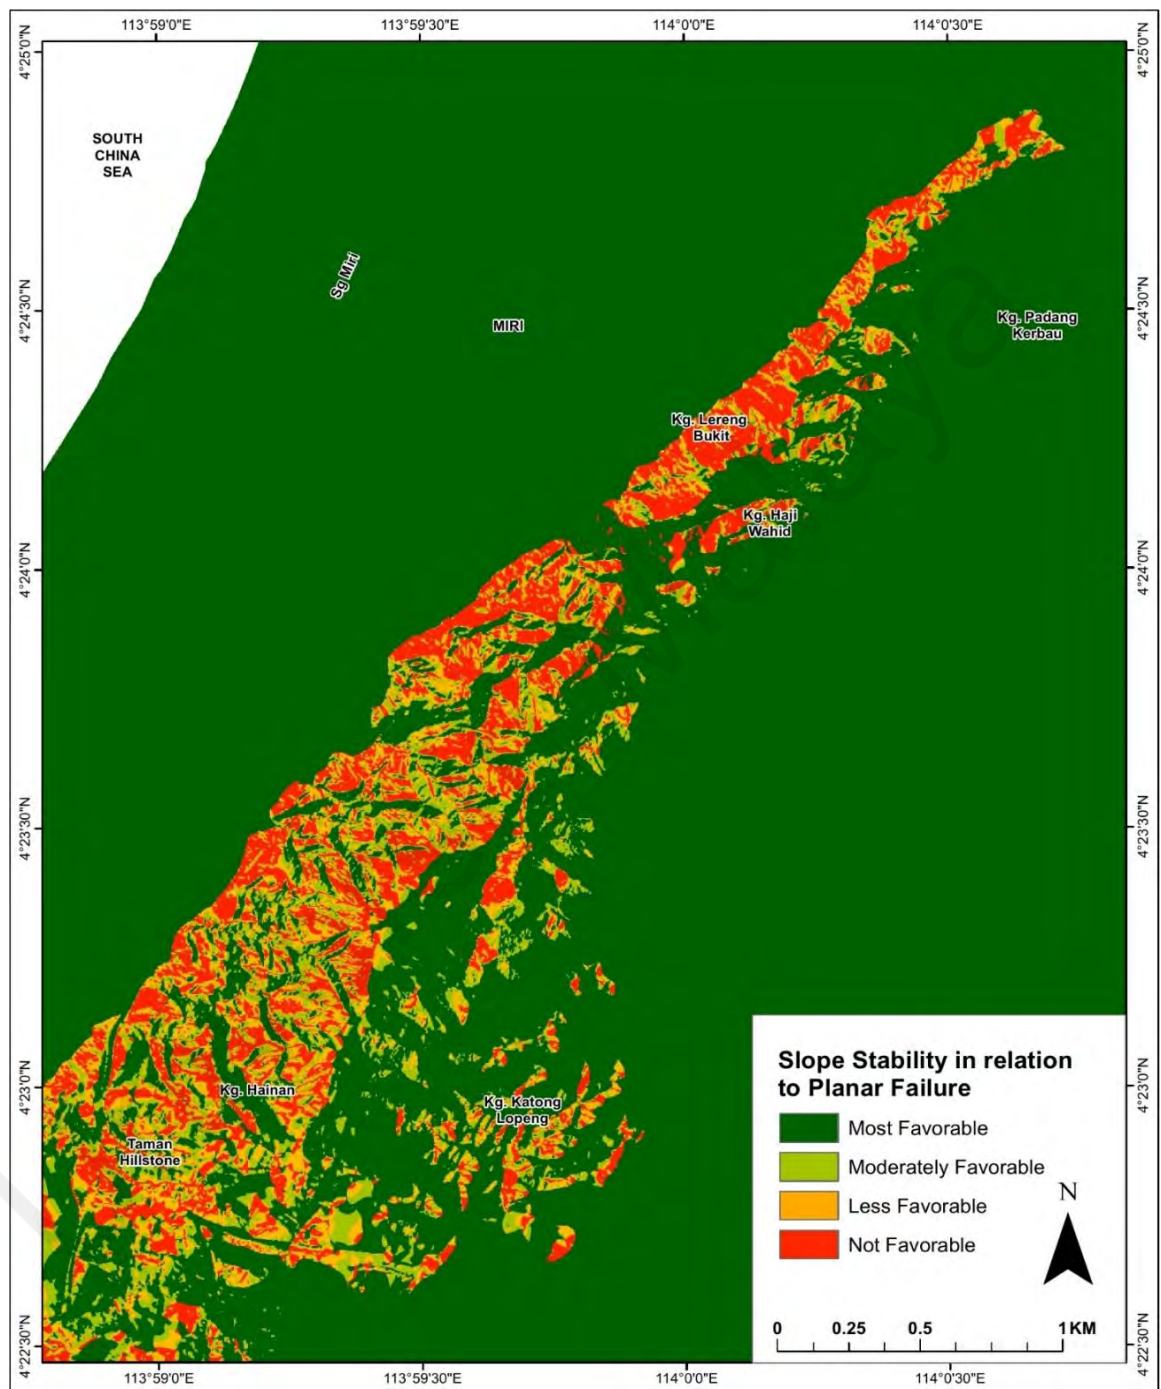 113°59'0"E
113°59'30"E
114°0'0"E
114°0'30"E
4°25'0"N
4°25'0"N
SOUTH
CHINA
SEA
Sg Miri
MIRI
4°24'30"N
4°24'30"N
Kg. Padang
Kerbau
Kg. Lereng
Bukit
Kg. Haji
Wahid
4°24'0"N
4°24'0"N
4°23'30"N
4°23'30"N
4°23'0"N
4°23'0"N
Kg. Hainan
Kg. Katong
Lopeng
Taman
Hillstone
Slope Stability in relation
to Planar Failure
Most Favorable
Moderately Favorable
Less Favorable
Not Favorable
N
0 0.25 0.5 1 KM
4°22'30"N
4°22'30"N
113°59'0"E
113°59'30"E
114°0'0"E
114°0'30"E